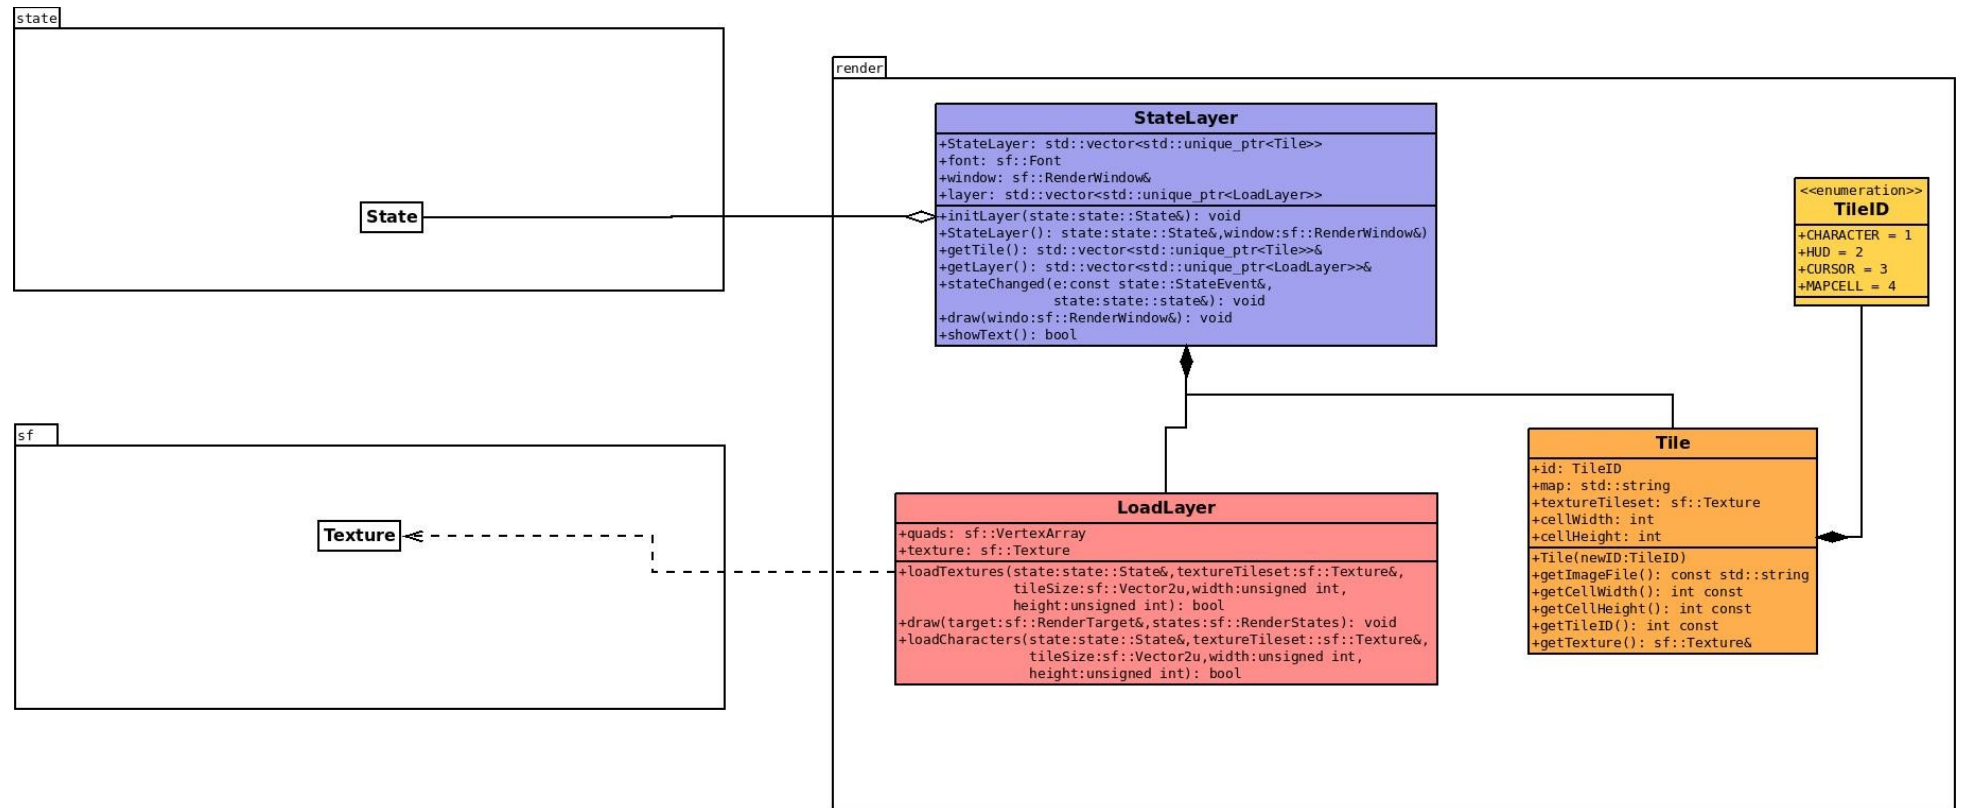 state
State
sf
Texture
render
StateLayer
+StateLayer: std::vector<std::unique_ptr<Tile>>
+font: sf::Font
+window: sf::RenderWindow&
+layer: std::vector<std::unique_ptr<LoadLayer>>
+initLayer(state:state::State&): void
+StateLayer(): state:state::State&,window:sf::RenderWindow&)
+getTile(): std::vector<std::unique_ptr<Tile>>&
+getLayer(): std::vector<std::unique_ptr<LoadLayer>>&
+stateChanged(e:const state::StateEvent&,
state:state::state&): void
+draw(windo:sf::RenderWindow&): void
+showText(): bool
<<enumeration>>
TileID
+CHARACTER = 1
+HUD = 2
+CURSOR = 3
+MAPCELL = 4
LoadLayer
+quads: sf::VertexArray
+texture: sf::Texture
+loadTextures(state:state::State&,textureTileset:sf::Texture&,
tileSize:sf::Vector2u,width:unsigned int,
height:unsigned int): bool
+draw(target:sf::RenderTarget&,states:sf::RenderStates): void
+loadCharacters(state:state::State&,textureTileset::sf::Texture&,
tileSize:sf::Vector2u,width:unsigned int,
height:unsigned int): bool
Tile
+id: TileID
+map: std::string
+textureTileset: sf::Texture
+cellWidth: int
+cellHeight: int
+Tile(newID:TileID)
+getImageFile(): const std::string
+getCellWidth(): int const
+getCellHeight(): int const
+getTileID(): int const
+getTexture(): sf::Texture&